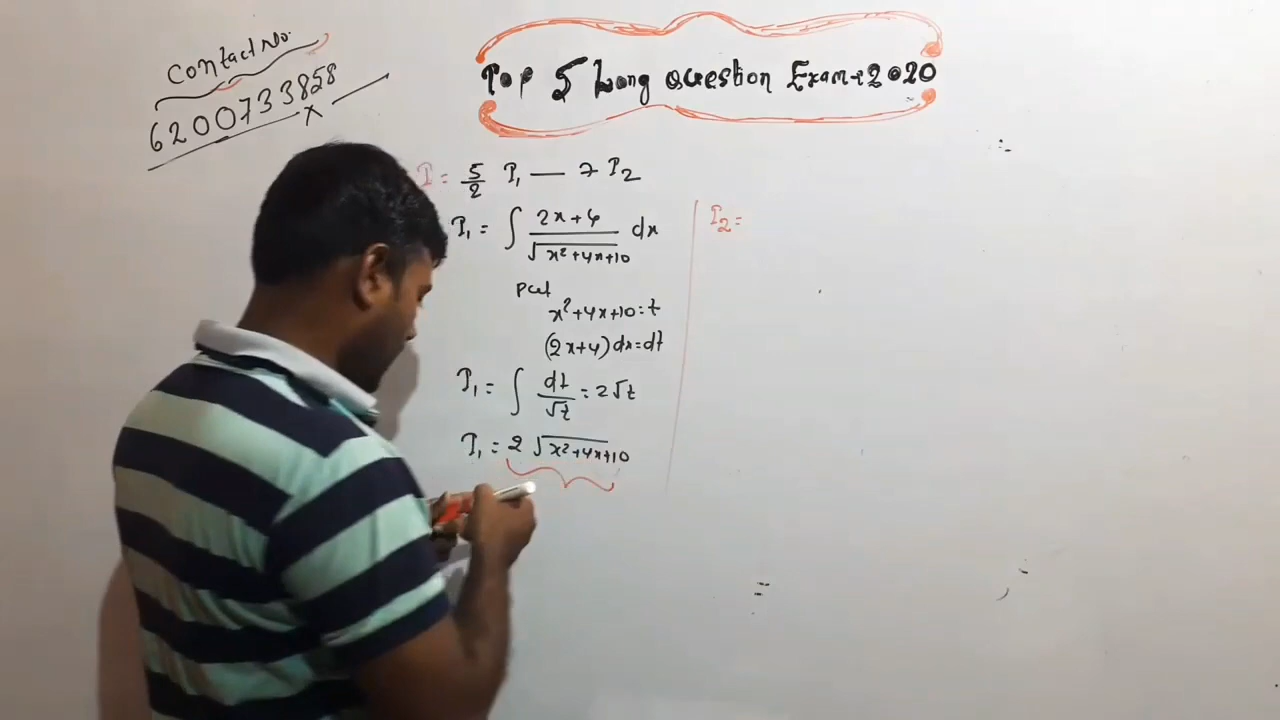 Contact No.
6200733858
x
Top 5 Long Question Exam-2020
I = 5/2 I₁ — 7 I₂
I₁ = ∫ 2x+4 / √x²+4x+10 dx
put
x²+4x+10=t
(2x+4) dx=dt
I₁ = ∫ dt/√t = 2√t
I₁ = 2 √x²+4x+10
I₂ =